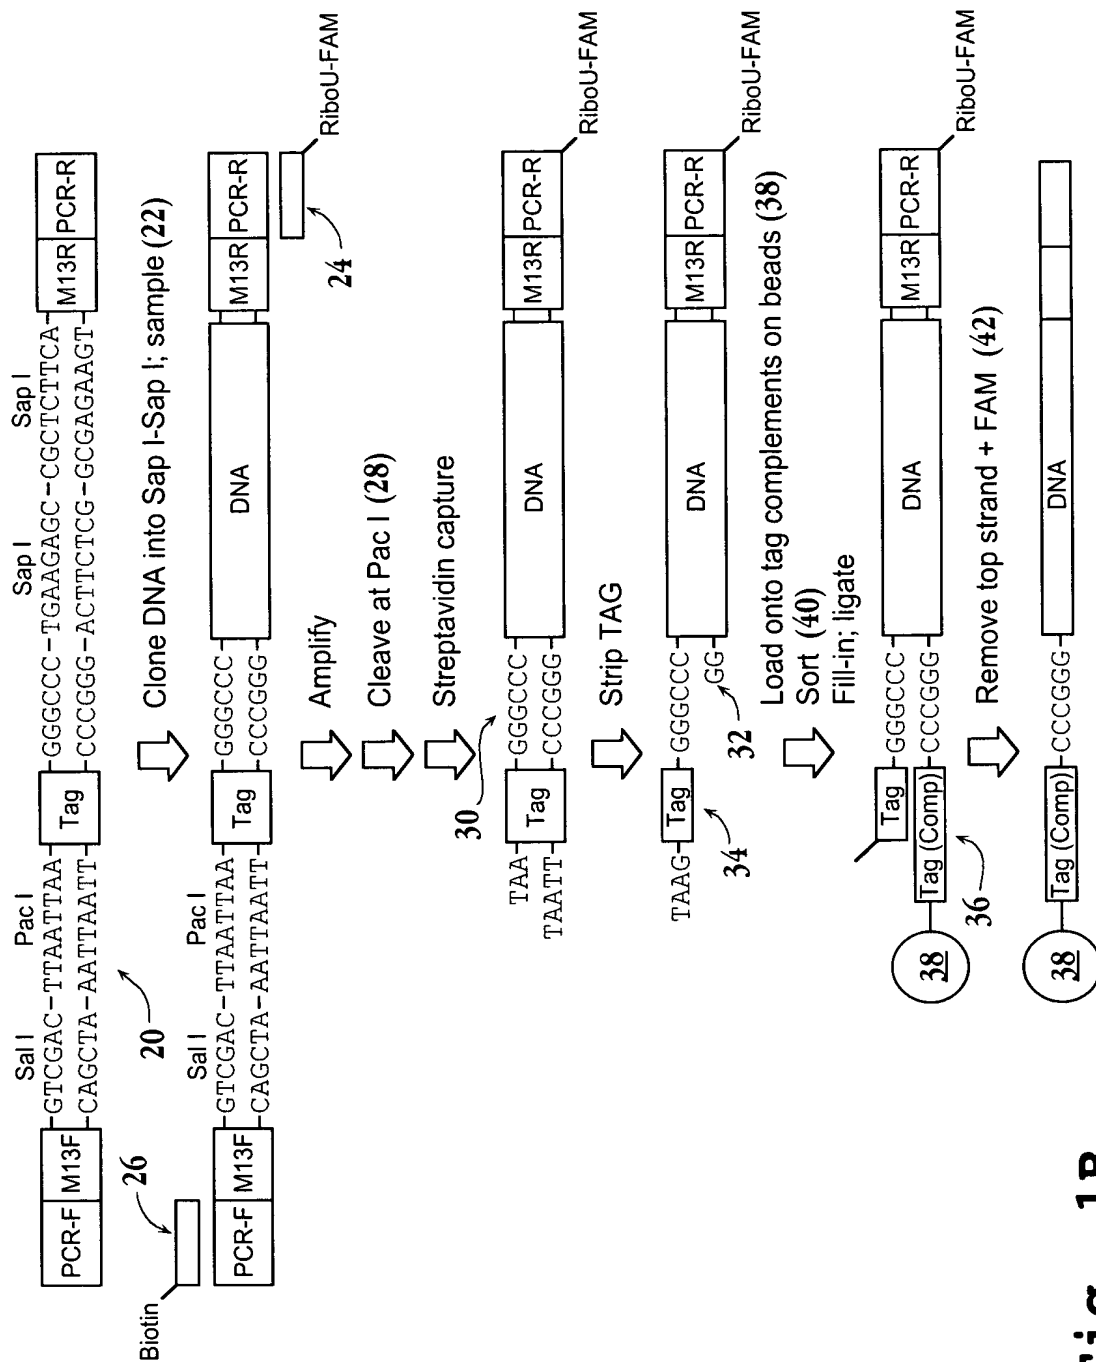 Sal I Pac I Sap I Sap I
PCR-F M13F GTCGAC-TTAATTAA Tag GGGCCC-TGAAGAGC-CGCTCTTCA M13R PCR-R
CAGCTA-AATTAATT CCCGGG-ACTTCTCG-GCGAGAAGT
20
Clone DNA into Sap I-Sap I; sample (22)
Biotin
26
Sal I Pac I
PCR-F M13F GTCGAC-TTAATTAA Tag GGGCCC DNA M13R PCR-R
CAGCTA-AATTAATT CCCGGG
24
RiboU-FAM
Amplify
Cleave at Pac I (28)
Streptavidin capture
30
TAA Tag GGGCCC DNA M13R PCR-R
TAATT CCCGGG
RiboU-FAM
Strip TAG
TAAG Tag GGGCCC DNA M13R PCR-R
GG
RiboU-FAM
34
32
Load onto tag complements on beads (38)
Sort (40)
Fill-in; ligate
Tag GGGCCC DNA M13R PCR-R
38 Tag (Comp) CCCGGG
RiboU-FAM
36
Remove top strand + FAM (42)
38 Tag (Comp) CCCGGG DNA